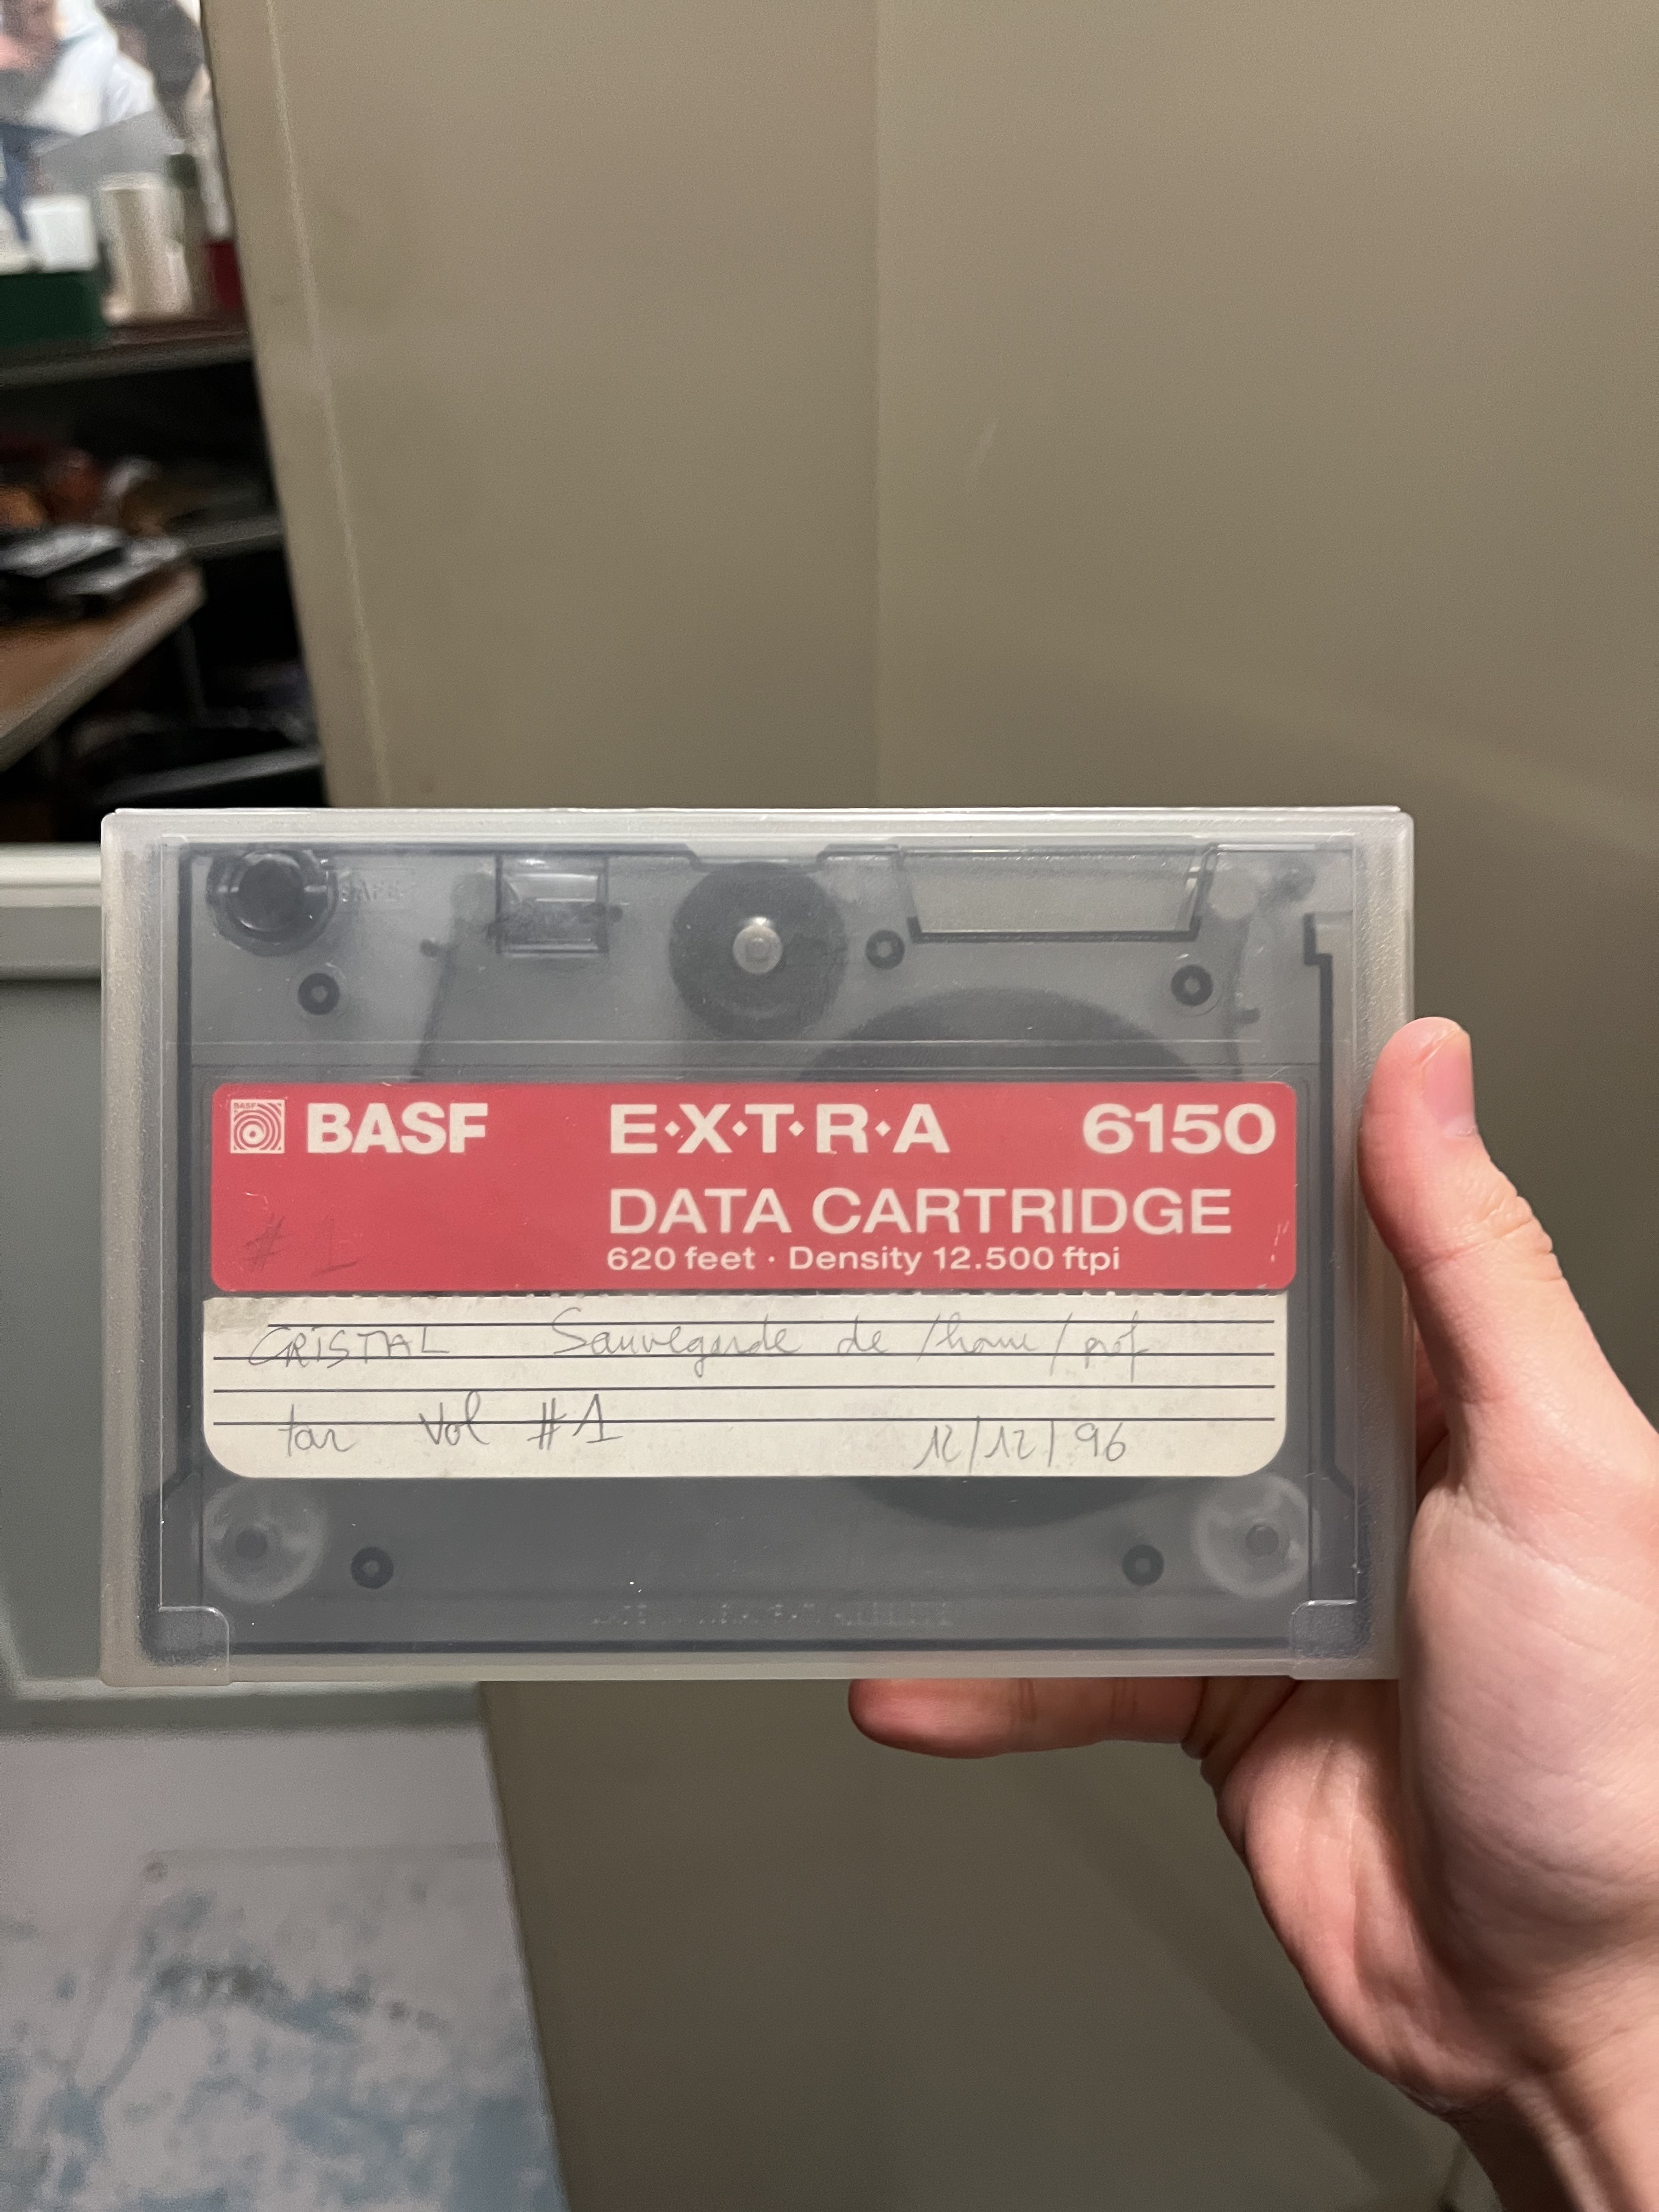 BASF E·X·T·R·A 6150
DATA CARTRIDGE
620 feet · Density 12.500 ftpi
# 1
CRISTAL Sauvegarde de /home/prof
tar Vol #1 12/12/96